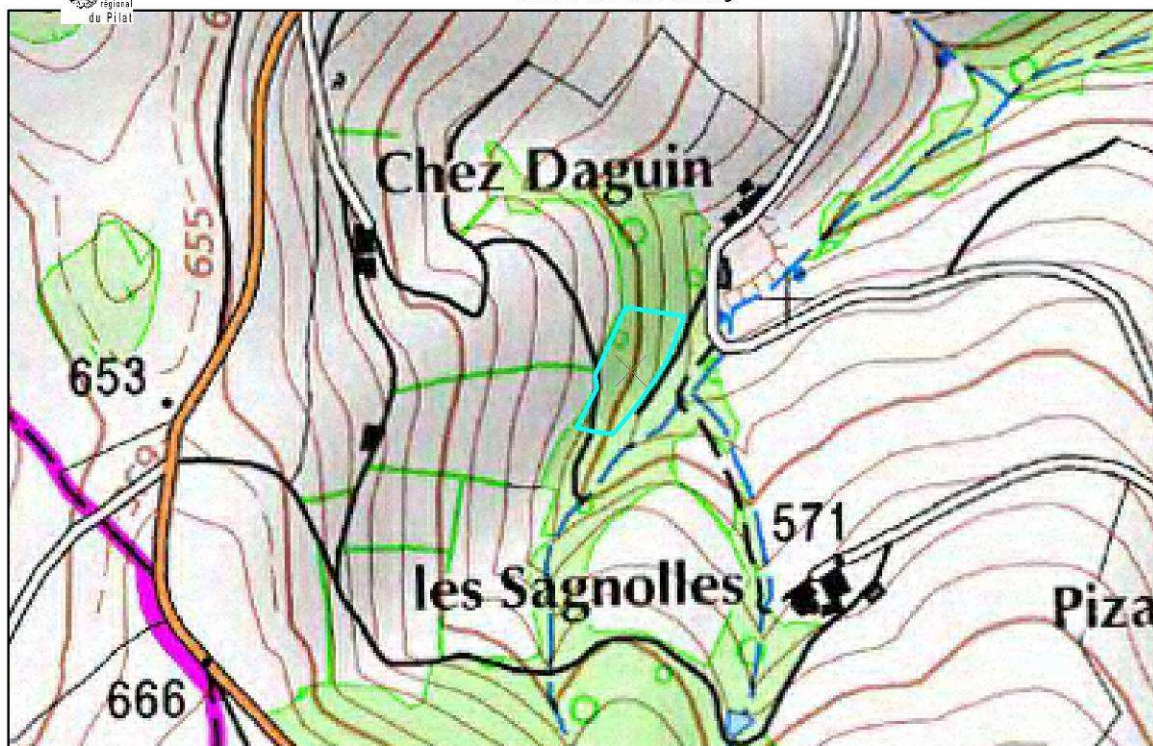 régional
du Pilat
Chez Daguin
655
653
571
les Sagnolles
Piza
666